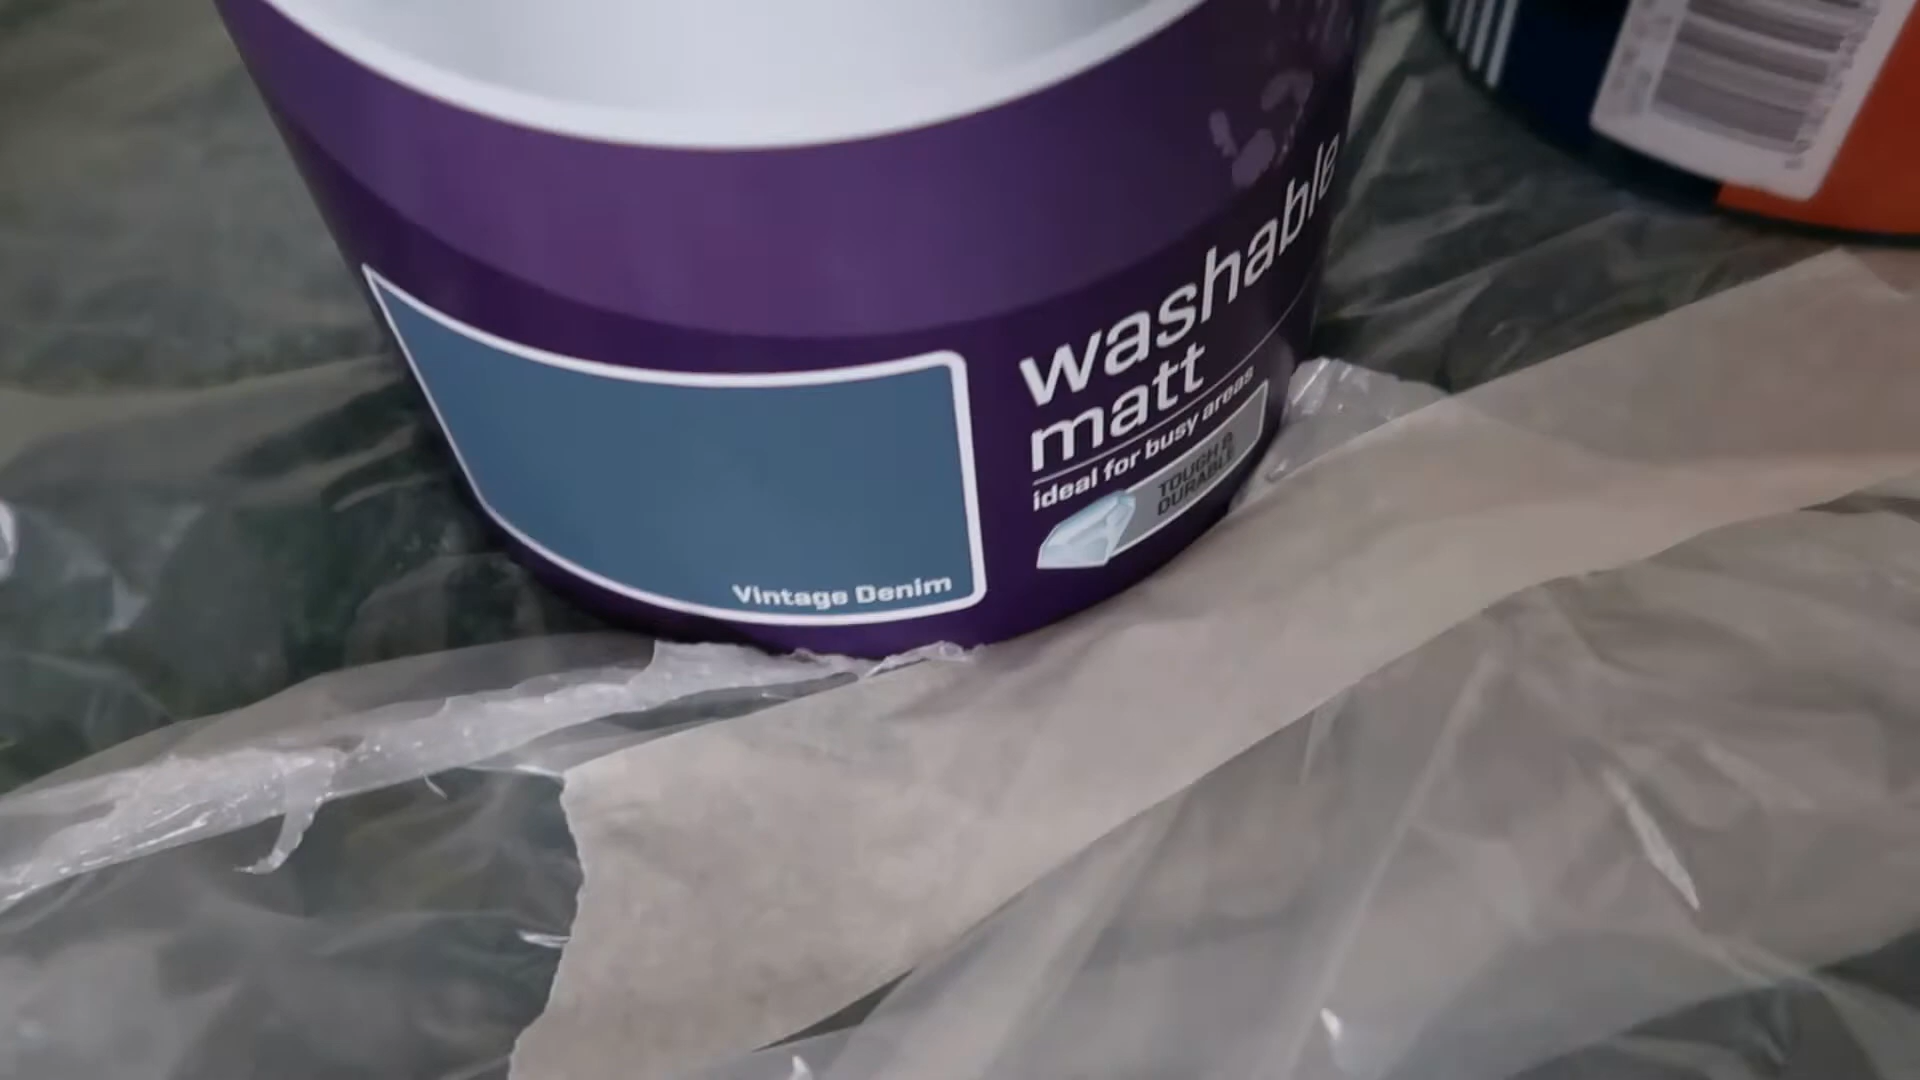 washable
matt
ideal for busy areas
TOUGH &
DURABLE
Vintage Denim